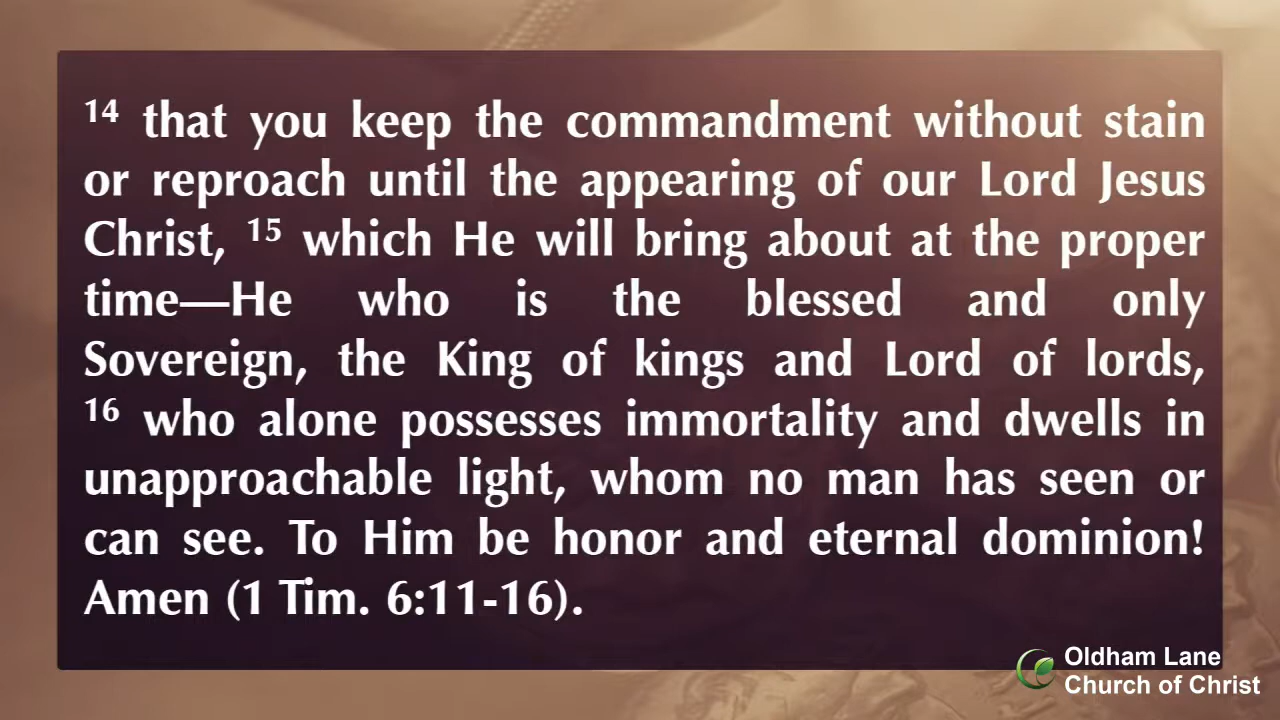 14 that you keep the commandment without stain
or reproach until the appearing of our Lord Jesus
Christ, 15 which He will bring about at the proper
time—He who is the blessed and only
Sovereign, the King of kings and Lord of lords,
16 who alone possesses immortality and dwells in
unapproachable light, whom no man has seen or
can see. To Him be honor and eternal dominion!
Amen (1 Tim. 6:11-16).
Oldham Lane
Church of Christ